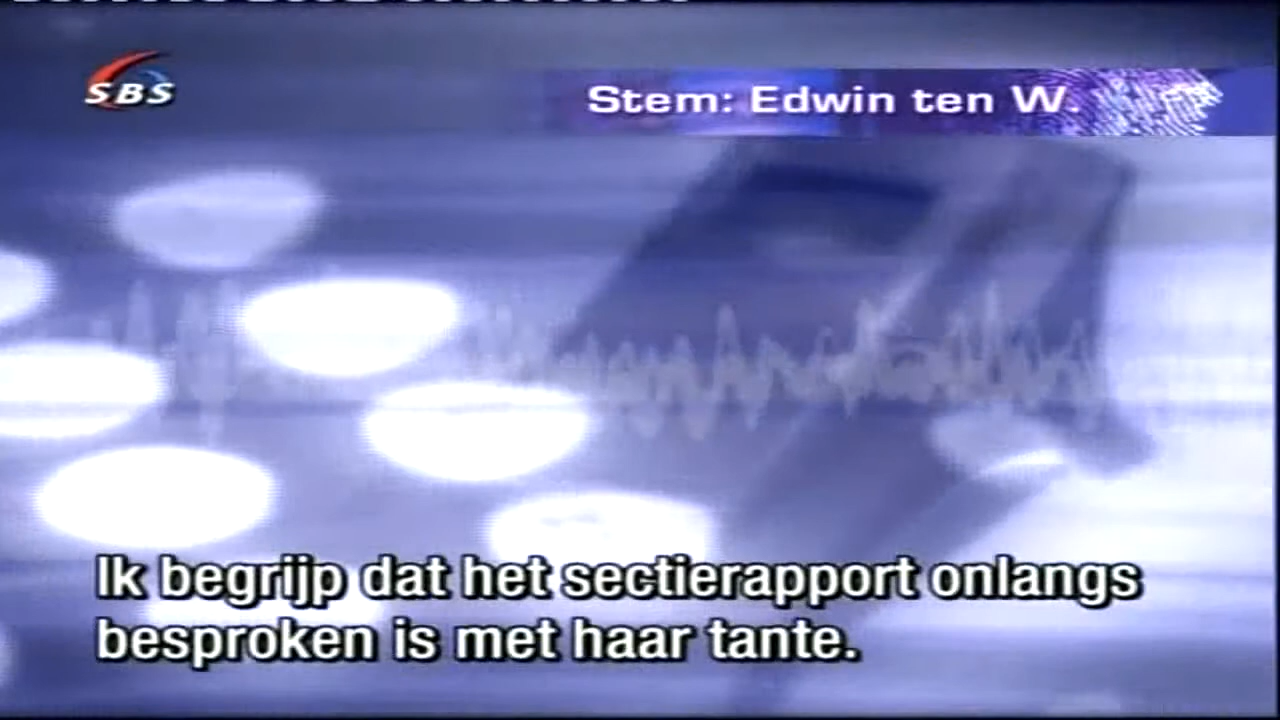 SBS
Stem: Edwin ten W.
Ik begrijp dat het sectierapport onlangs
besproken is met haar tante.